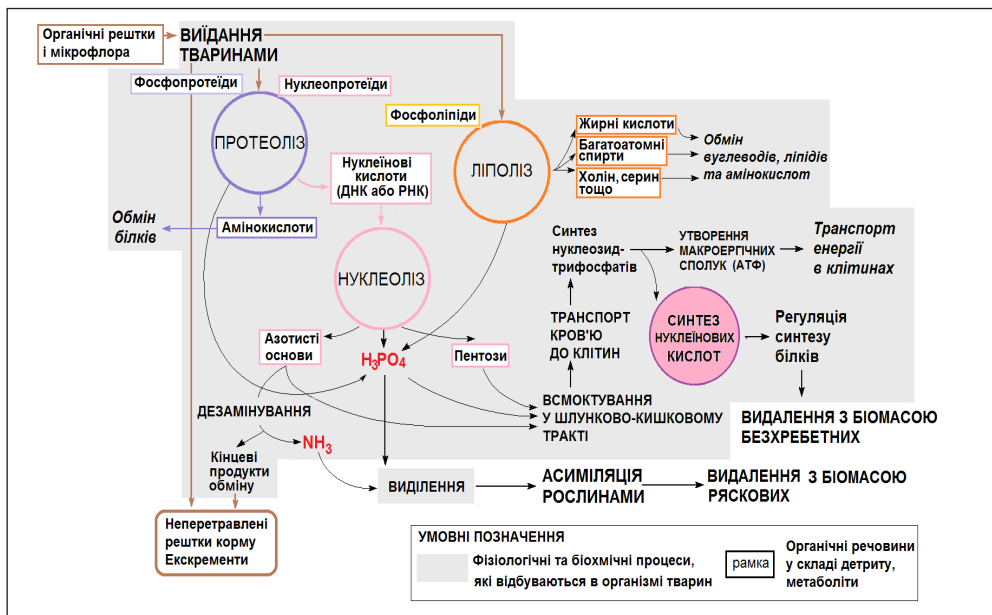 Органічні рештки
і мікрофлора
ВИЇДАННЯ
ТВАРИНАМИ
Фосфопротеїди
Нуклеопротеїди
ПРОТЕОЛІЗ
Фосфоліпіди
ЛІПОЛІЗ
Жирні кислоти
Багатоатомні
спирти
Холін, серин
тощо
Обмін
вуглеводів, ліпідів
та амінокислот
Нуклеїнові
кислоти
(ДНК або РНК)
Обмін
білків
Амінокислоти
НУКЛЕОЛІЗ
Синтез
нуклеозид-
трифосфатів
УТВОРЕННЯ
МАКРОЕРГІЧНИХ
СПОЛУК (АТФ)
Транспорт
енергії
в клітинах
ТРАНСПОРТ
КРОВ'Ю
ДО КЛІТИН
СИНТЕЗ
НУКЛЕЇНОВИХ
КИСЛОТ
Регуляція
синтезу
білків
Азотисті
основи
H3PO4
Пентози
ВСМОКТУВАННЯ
У ШЛУНКОВО-КИШКОВОМУ
ТРАКТІ
ВИДАЛЕННЯ З БІОМАСОЮ
БЕЗХРЕБЕТНИХ
ДЕЗАМІНУВАННЯ
NH3
Кінцеві
продукти
обміну
ВИДІЛЕННЯ
АСИМІЛЯЦІЯ
РОСЛИНАМИ
ВИДАЛЕННЯ З БІОМАСОЮ
РЯСКОВИХ
Неперетравлені
рештки корму
Екскременти
УМОВНІ ПОЗНАЧЕННЯ
Фізіологічні та біохмічні процеси,
які відбуваються в організмі тварин
рамка
Органічні речовини
у складі детриту,
метаболіти